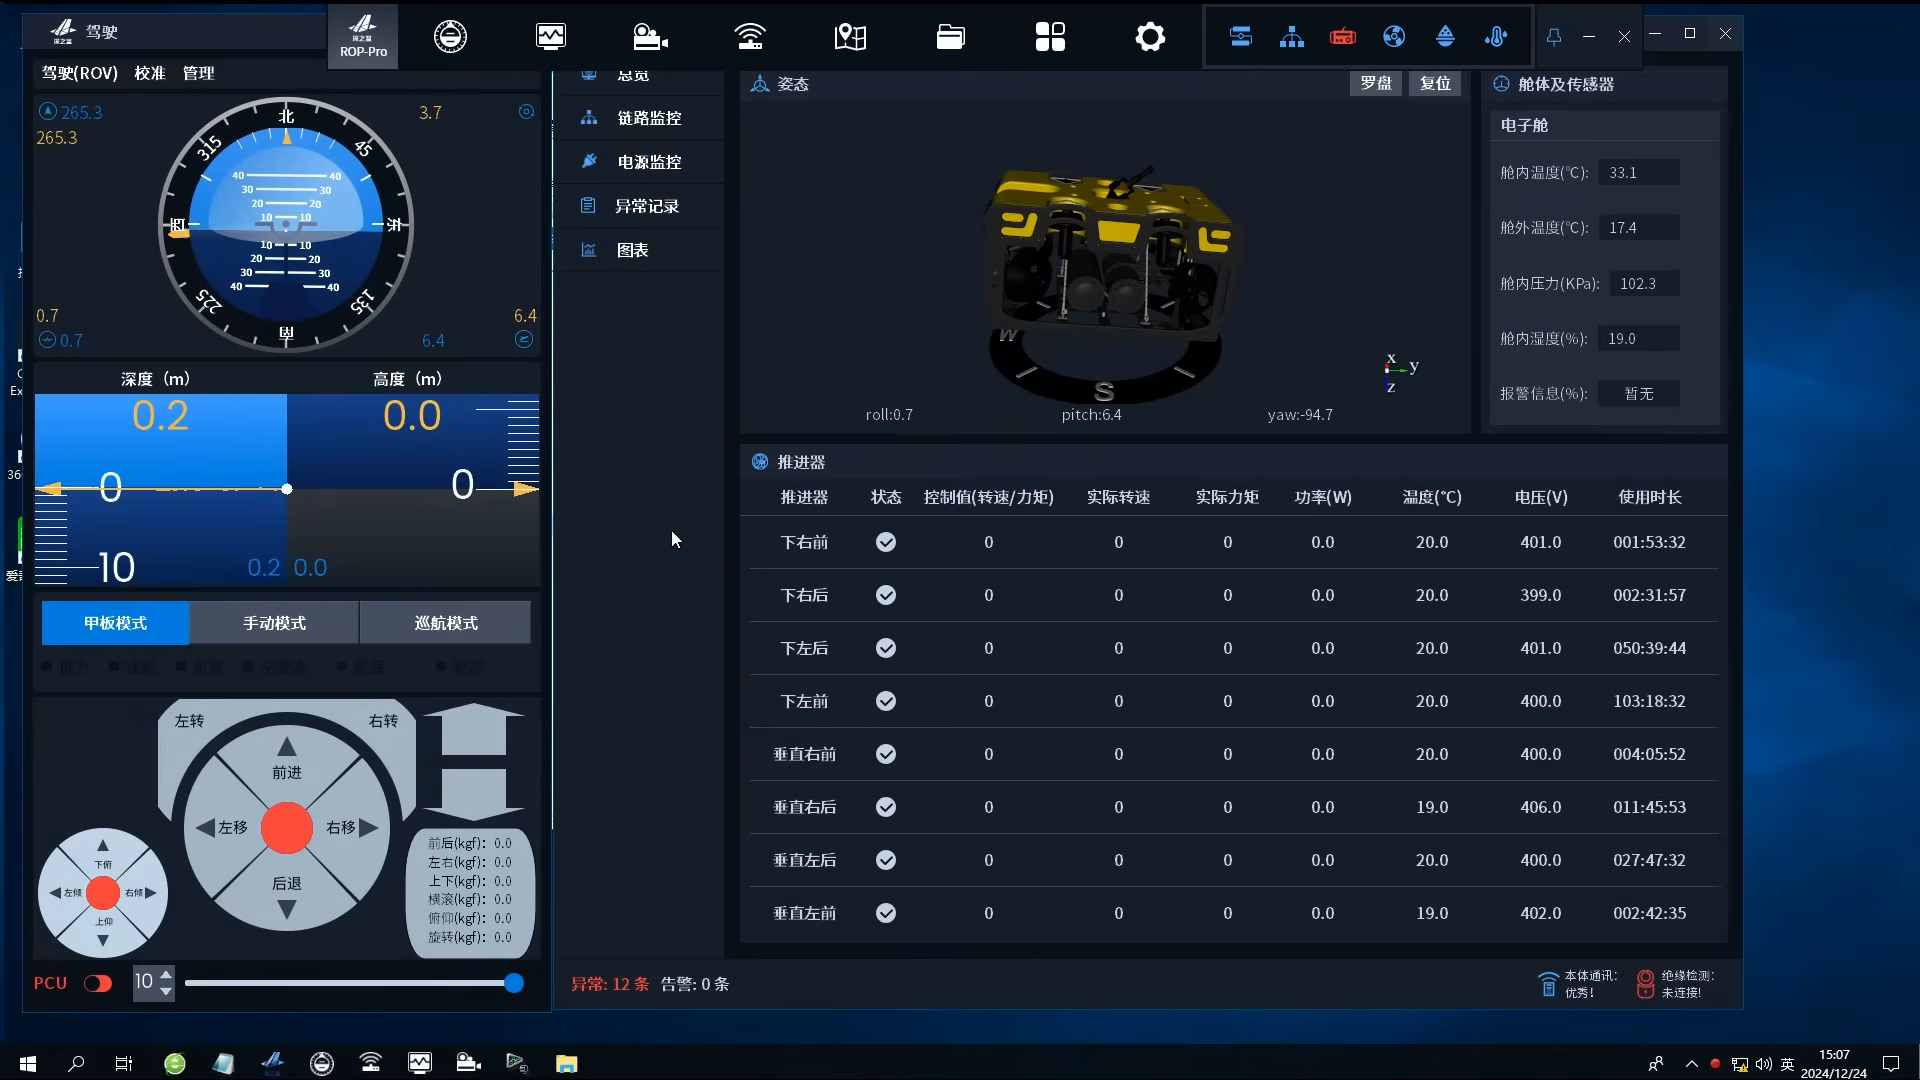 驾驶
ROP-Pro
驾驶(ROV) 校准 管理
265.3
265.3
3.7
北
315
45
40 40
30 30
20 20
10 10
西
东
10 10
20 20
30 30
40 40
225
135
南
0.7
0.7
6.4
6.4
深度（m）
高度（m）
0.2
0.0
0
0
10
0.2
0.0
甲板模式
手动模式
巡航模式
左转
右转
前进
左移
右移
后退
下俯
左倾
右倾
上仰
前后(kgf): 0.0
左右(kgf): 0.0
上下(kgf): 0.0
横滚(kgf): 0.0
俯仰(kgf): 0.0
旋转(kgf): 0.0
PCU
10
总览
链路监控
电源监控
异常记录
图表
姿态
罗盘
复位
W
S
x
y
z
roll:0.7
pitch:6.4
yaw:-94.7
舱体及传感器
电子舱
舱内温度(℃): 33.1
舱外温度(℃): 17.4
舱内压力(KPa): 102.3
舱内湿度(%): 19.0
报警信息(%): 暂无
推进器
推进器 状态 控制值(转速/力矩) 实际转速 实际力矩 功率(W) 温度(℃) 电压(V) 使用时长
下右前 0 0 0 0.0 20.0 401.0 001:53:32
下右后 0 0 0 0.0 20.0 399.0 002:31:57
下左后 0 0 0 0.0 20.0 401.0 050:39:44
下左前 0 0 0 0.0 20.0 400.0 103:18:32
垂直右前 0 0 0 0.0 20.0 400.0 004:05:52
垂直右后 0 0 0 0.0 19.0 406.0 011:45:53
垂直左后 0 0 0 0.0 20.0 400.0 027:47:32
垂直左前 0 0 0 0.0 19.0 402.0 002:42:35
异常: 12 条 告警: 0 条
本体通讯:
优秀!
绝缘检测:
未连接!
英
15:07
2024/12/24